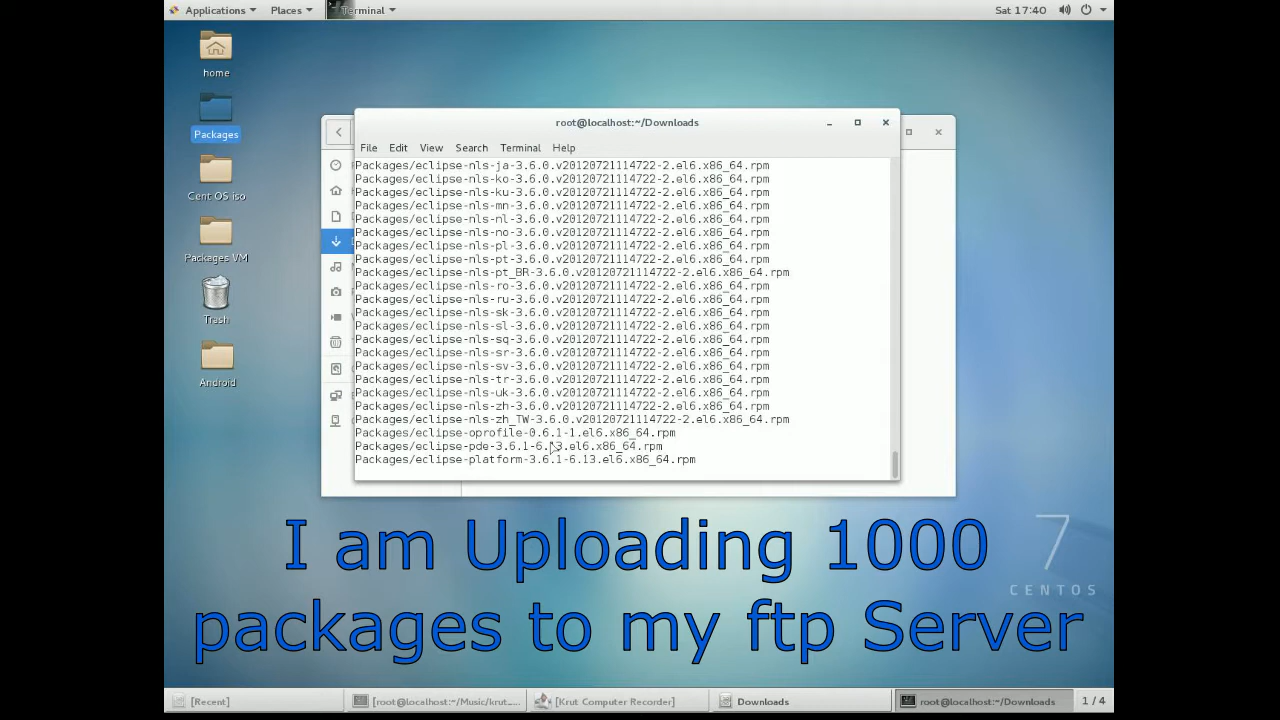 Applications Places Terminal Sat 17:40
home
Packages
Cent OS iso
Packages VM
Trash
Android
root@localhost:~/Downloads
File Edit View Search Terminal Help
Packages/eclipse-nls-ja-3.6.0.v20120721114722-2.el6.x86_64.rpm
Packages/eclipse-nls-ko-3.6.0.v20120721114722-2.el6.x86_64.rpm
Packages/eclipse-nls-ku-3.6.0.v20120721114722-2.el6.x86_64.rpm
Packages/eclipse-nls-mn-3.6.0.v20120721114722-2.el6.x86_64.rpm
Packages/eclipse-nls-nl-3.6.0.v20120721114722-2.el6.x86_64.rpm
Packages/eclipse-nls-no-3.6.0.v20120721114722-2.el6.x86_64.rpm
Packages/eclipse-nls-pl-3.6.0.v20120721114722-2.el6.x86_64.rpm
Packages/eclipse-nls-pt-3.6.0.v20120721114722-2.el6.x86_64.rpm
Packages/eclipse-nls-pt_BR-3.6.0.v20120721114722-2.el6.x86_64.rpm
Packages/eclipse-nls-ro-3.6.0.v20120721114722-2.el6.x86_64.rpm
Packages/eclipse-nls-ru-3.6.0.v20120721114722-2.el6.x86_64.rpm
Packages/eclipse-nls-sk-3.6.0.v20120721114722-2.el6.x86_64.rpm
Packages/eclipse-nls-sl-3.6.0.v20120721114722-2.el6.x86_64.rpm
Packages/eclipse-nls-sq-3.6.0.v20120721114722-2.el6.x86_64.rpm
Packages/eclipse-nls-sr-3.6.0.v20120721114722-2.el6.x86_64.rpm
Packages/eclipse-nls-sv-3.6.0.v20120721114722-2.el6.x86_64.rpm
Packages/eclipse-nls-tr-3.6.0.v20120721114722-2.el6.x86_64.rpm
Packages/eclipse-nls-uk-3.6.0.v20120721114722-2.el6.x86_64.rpm
Packages/eclipse-nls-zh-3.6.0.v20120721114722-2.el6.x86_64.rpm
Packages/eclipse-nls-zh_TW-3.6.0.v20120721114722-2.el6.x86_64.rpm
Packages/eclipse-oprofile-0.6.1-1.el6.x86_64.rpm
Packages/eclipse-pde-3.6.1-6.13.el6.x86_64.rpm
Packages/eclipse-platform-3.6.1-6.13.el6.x86_64.rpm
I am Uploading 1000
packages to my ftp Server
7
CENTOS
[Recent] [root@localhost:~/Music/krut_... [Krut Computer Recorder] Downloads root@localhost:~/Downloads 1 / 4